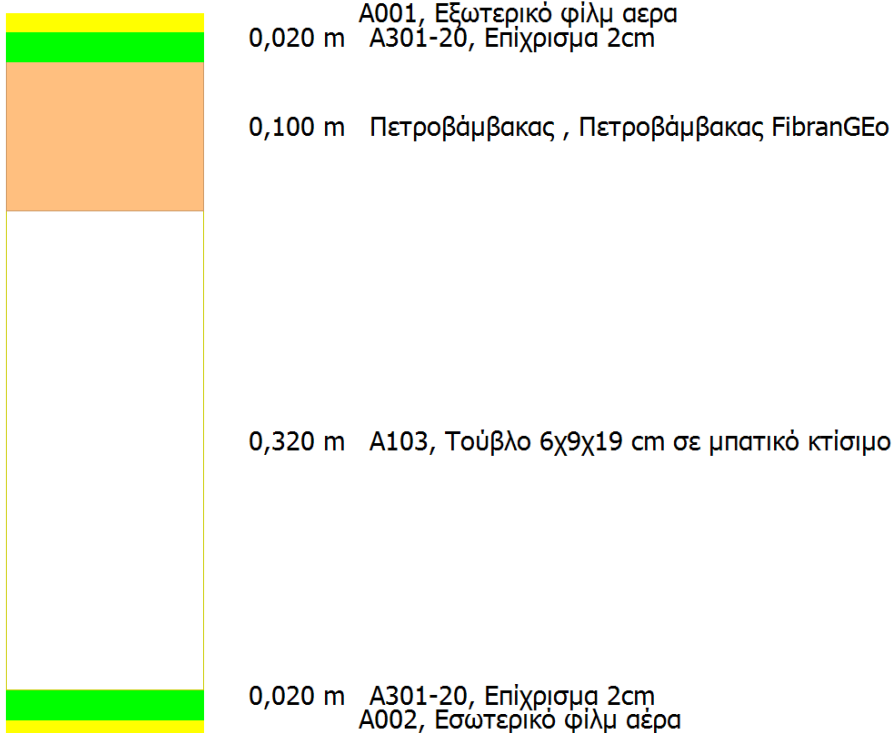 A001, Εξωτερικό φίλμ αερα
0,020 m A301-20, Επίχρισμα 2cm
0,100 m Πετροβάμβακας , Πετροβάμβακας FibranGEo
0,320 m A103, Τούβλο 6χ9χ19 cm σε μπατικό κτίσιμο
0,020 m A301-20, Επίχρισμα 2cm
A002, Εσωτερικό φίλμ αέρα